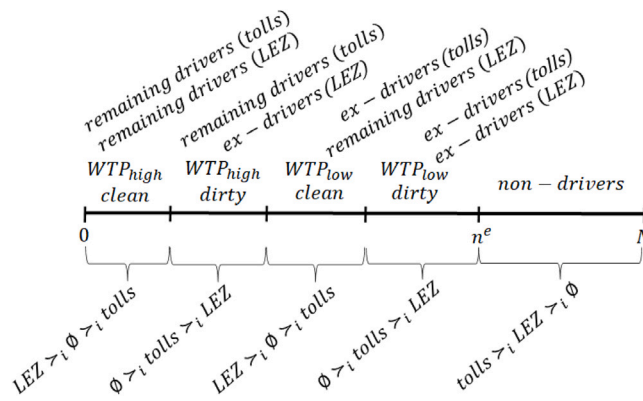 remaining drivers (tolls)
remaining drivers (LEZ)
remaining drivers (tolls)
ex − drivers (LEZ)
ex − drivers (tolls)
remaining drivers (LEZ)
ex − drivers (tolls)
ex − drivers (LEZ)
WTP_high clean
WTP_high dirty
WTP_low clean
WTP_low dirty
non − drivers
0
n^e
N
LEZ ≻_i ∅ ≻_i tolls
∅ ≻_i tolls ≻_i LEZ
LEZ ≻_i ∅ ≻_i tolls
∅ ≻_i tolls ≻_i LEZ
tolls ≻_i LEZ ≻_i ∅